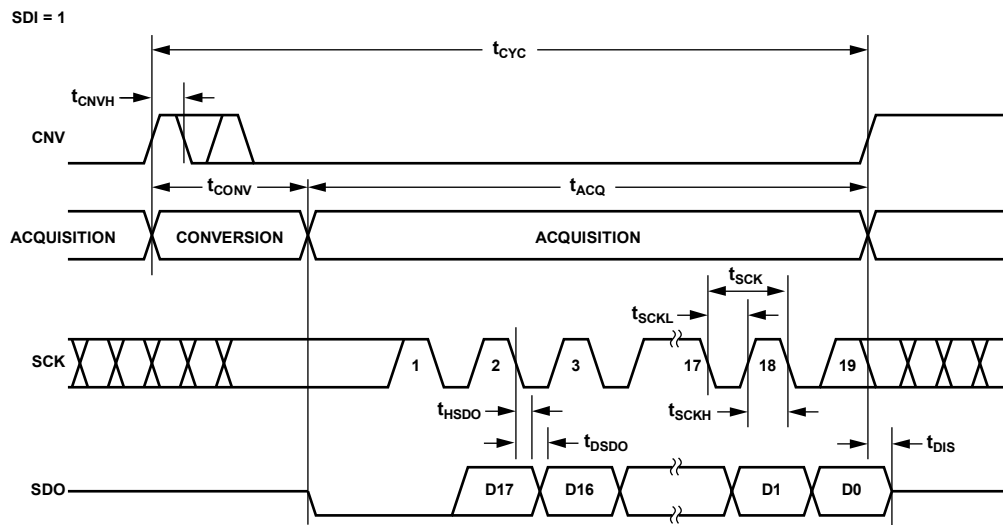 SDI = 1
tCYC
tCNVH
CNV
tCONV tACQ
ACQUISITION CONVERSION ACQUISITION
tSCK
tSCKL
SCK 1 2 3 17 18 19
tHSDO tSCKH
tDSDO tDIS
SDO D17 D16 D1 D0